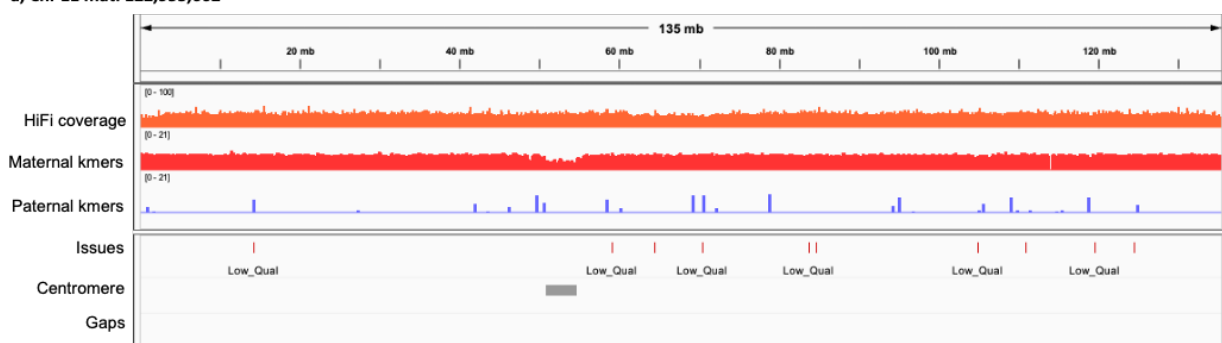 135 mb
20 mb 40 mb 60 mb 80 mb 100 mb 120 mb
[0 - 100]
HiFi coverage
[0 - 21]
Maternal kmers
[0 - 21]
Paternal kmers
Issues
Low_Qual Low_Qual Low_Qual Low_Qual Low_Qual Low_Qual
Centromere
Gaps